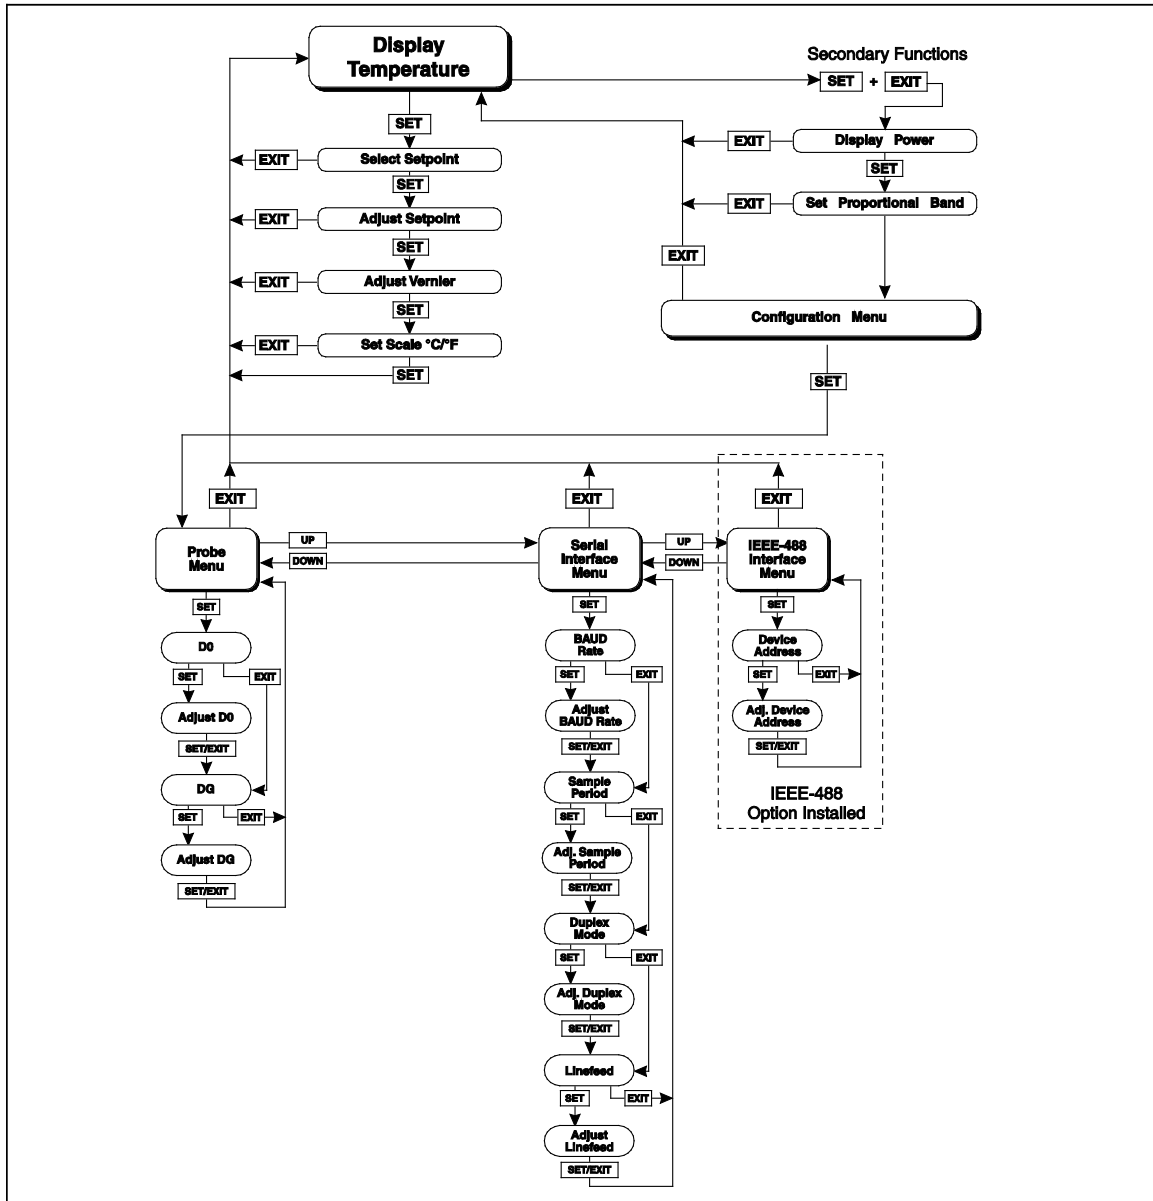 Display
Temperature
Secondary Functions
SET + EXIT
SET
EXIT
Display Power
EXIT
Select Setpoint
SET
SET
EXIT
Set Proportional Band
EXIT
Adjust Setpoint
SET
EXIT
EXIT
Adjust Vernier
SET
Configuration Menu
EXIT
Set Scale °C/°F
SET
SET
EXIT
EXIT
EXIT
Probe
Menu
UP
DOWN
Serial
Interface
Menu
UP
DOWN
IEEE-488
Interface
Menu
SET
D0
SET
EXIT
Adjust D0
SET/EXIT
DG
SET
EXIT
Adjust DG
SET/EXIT
SET
BAUD
Rate
SET
EXIT
Adjust
BAUD Rate
SET/EXIT
Sample
Period
SET
EXIT
Adj. Sample
Period
SET/EXIT
Duplex
Mode
SET
EXIT
Adj. Duplex
Mode
SET/EXIT
Linefeed
SET
EXIT
Adjust
Linefeed
SET/EXIT
SET
Device
Address
SET
EXIT
Adj. Device
Address
SET/EXIT
IEEE-488
Option Installed